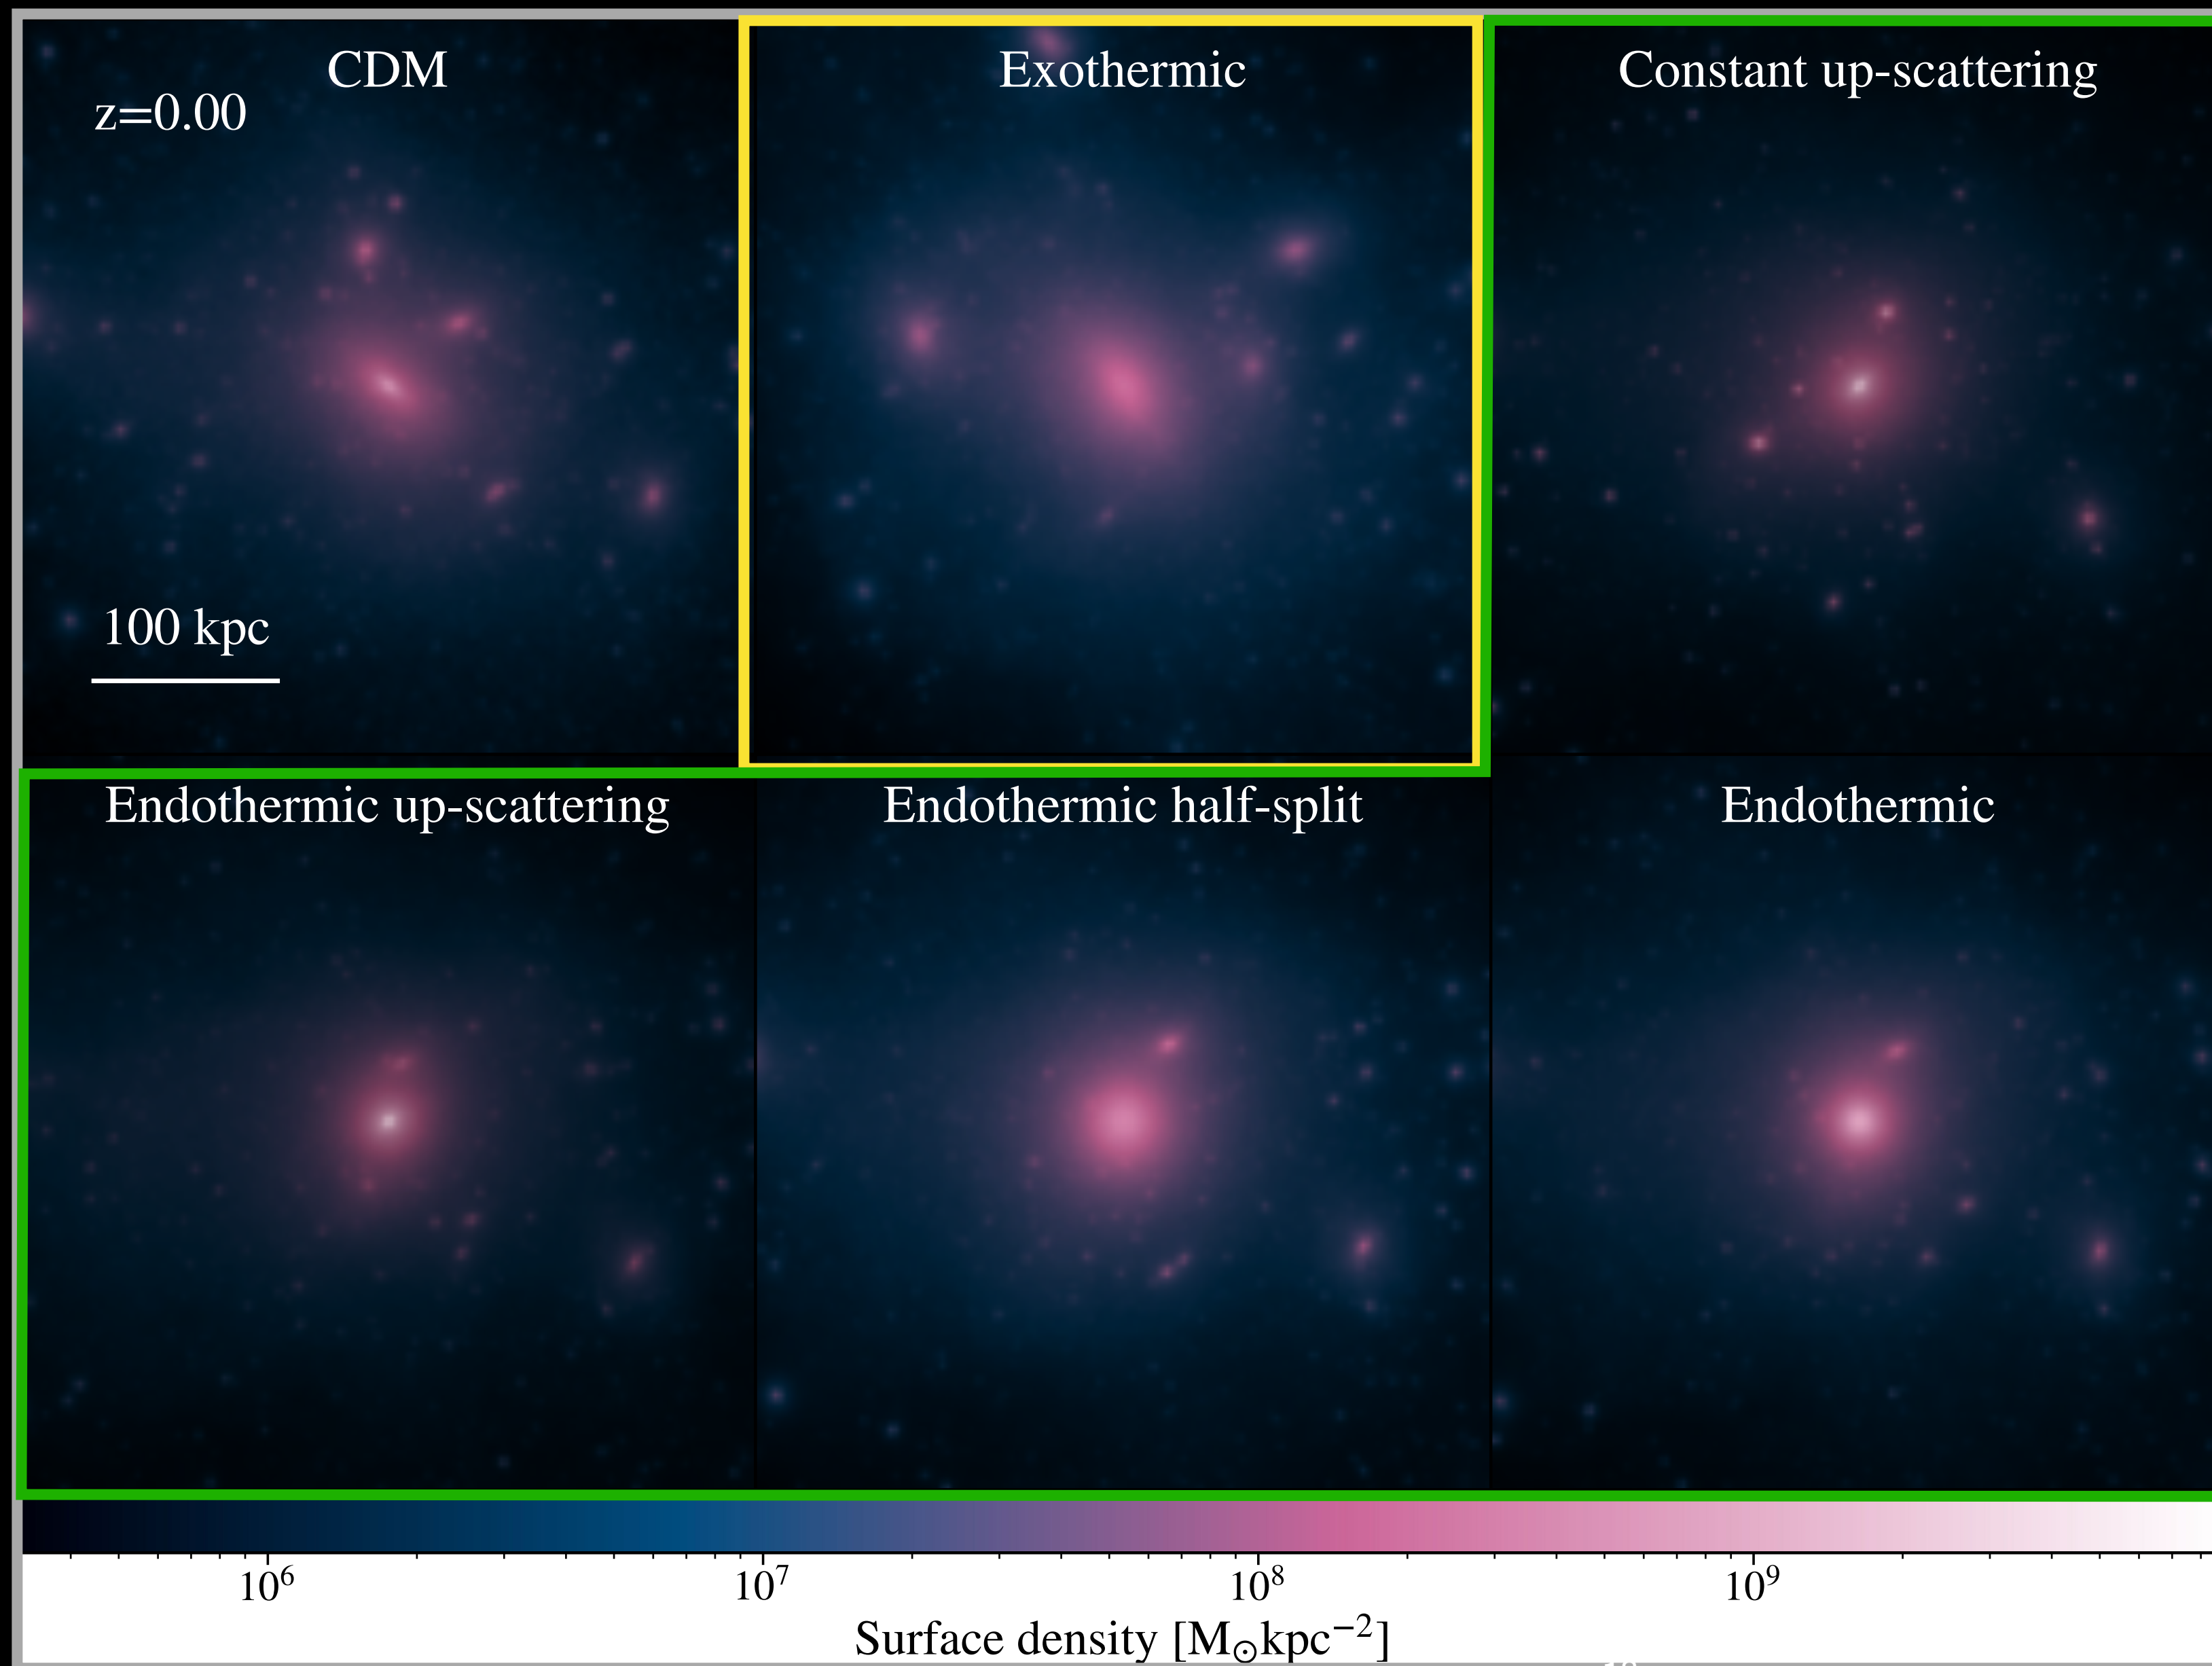 CDM
z=0.00
100 kpc
Exothermic
Constant up-scattering
Endothermic up-scattering
Endothermic half-split
Endothermic
10⁶ 10⁷ 10⁸ 10⁹
Surface density [M⊙kpc⁻²]